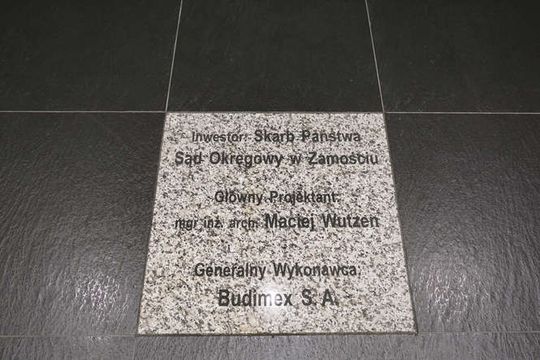 Inwestor: Skarb Państwa
Sąd Okręgowy w Zamościu
Główny Projektant:
mgr inż. arch. Maciej Wutzen
Generalny Wykonawca:
Budimex S. A.